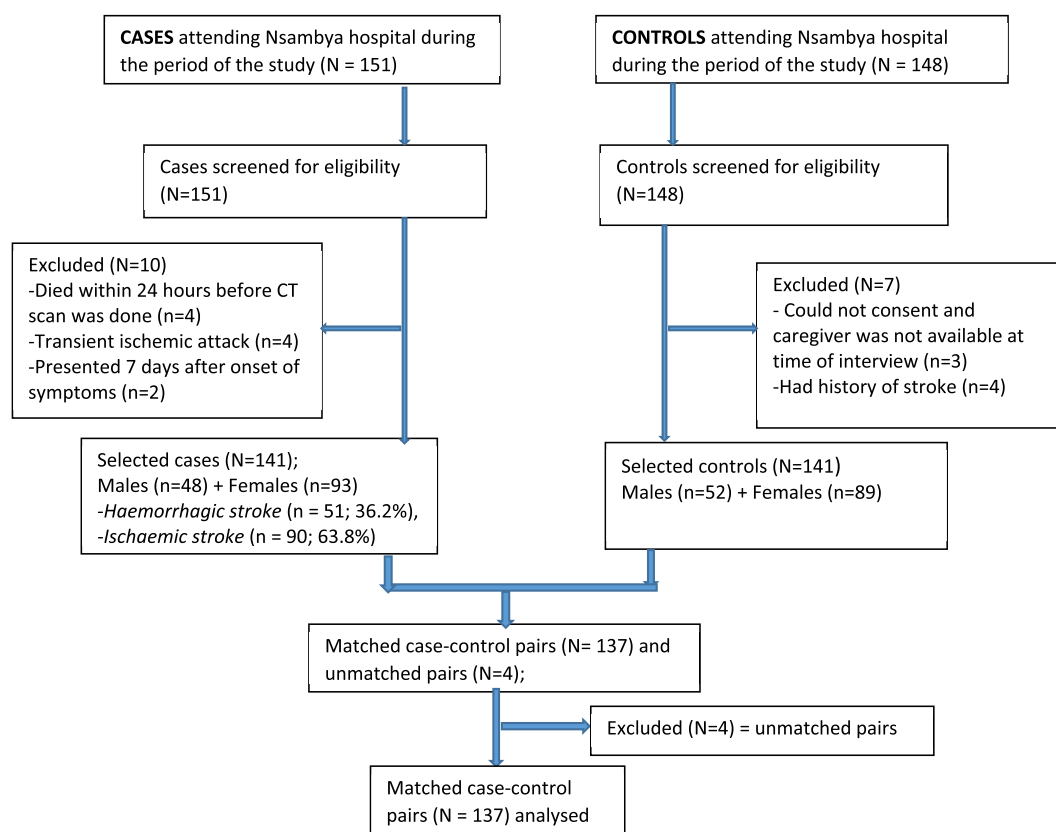 CASES attending Nsambya hospital during
the period of the study (N = 151)
CONTROLS attending Nsambya hospital
during the period of the study (N = 148)
Cases screened for eligibility
(N=151)
Controls screened for eligibility
(N=148)
Excluded (N=10)
-Died within 24 hours before CT
scan was done (n=4)
-Transient ischemic attack (n=4)
-Presented 7 days after onset of
symptoms (n=2)
Excluded (N=7)
- Could not consent and
caregiver was not available at
time of interview (n=3)
-Had history of stroke (n=4)
Selected cases (N=141);
Males (n=48) + Females (n=93)
-Haemorrhagic stroke (n = 51; 36.2%),
-Ischaemic stroke (n = 90; 63.8%)
Selected controls (N=141)
Males (n=52) + Females (n=89)
Matched case-control pairs (N= 137) and
unmatched pairs (N=4);
Excluded (N=4) = unmatched pairs
Matched case-control
pairs (N = 137) analysed